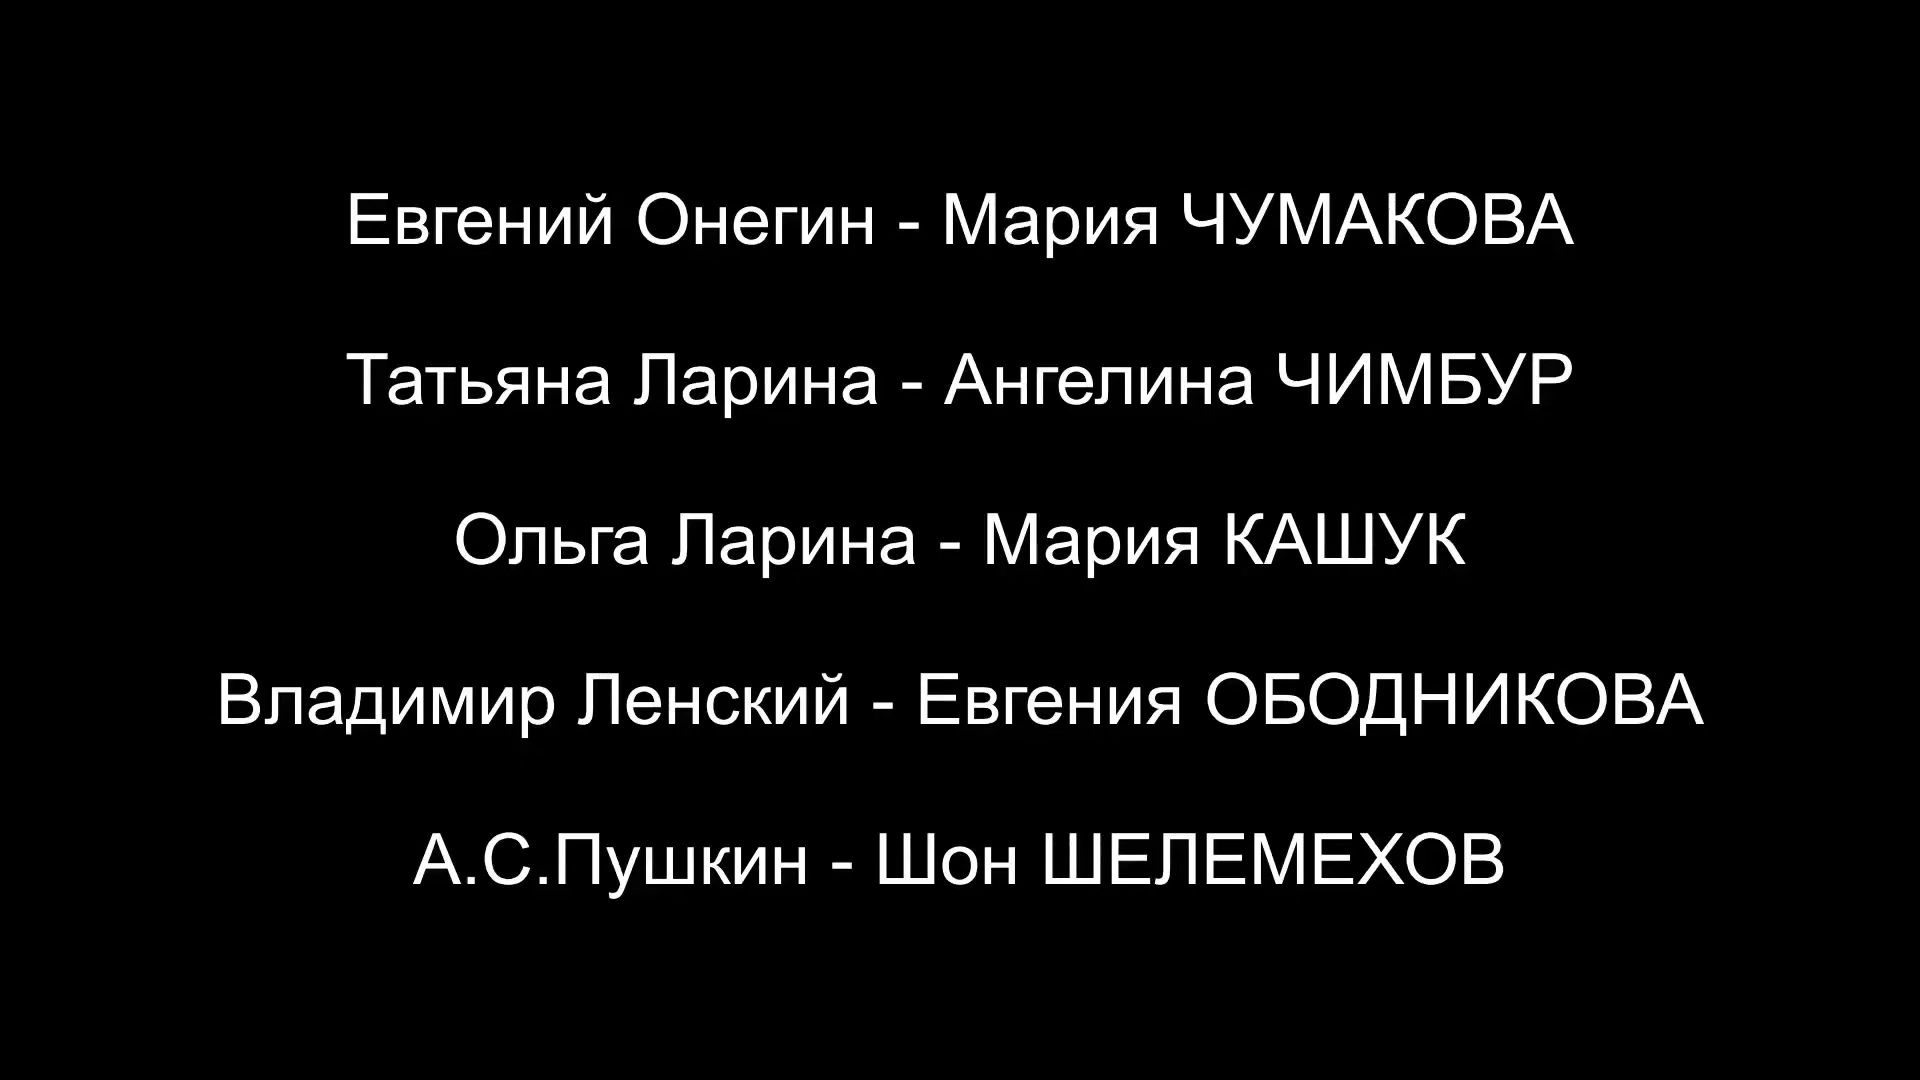 Евгений Онегин - Мария ЧУМАКОВА
Татьяна Ларина - Ангелина ЧИМБУР
Ольга Ларина - Мария КАШУК
Владимир Ленский - Евгения ОБОДНИКОВА
А.С.Пушкин - Шон ШЕЛЕМЕХОВ